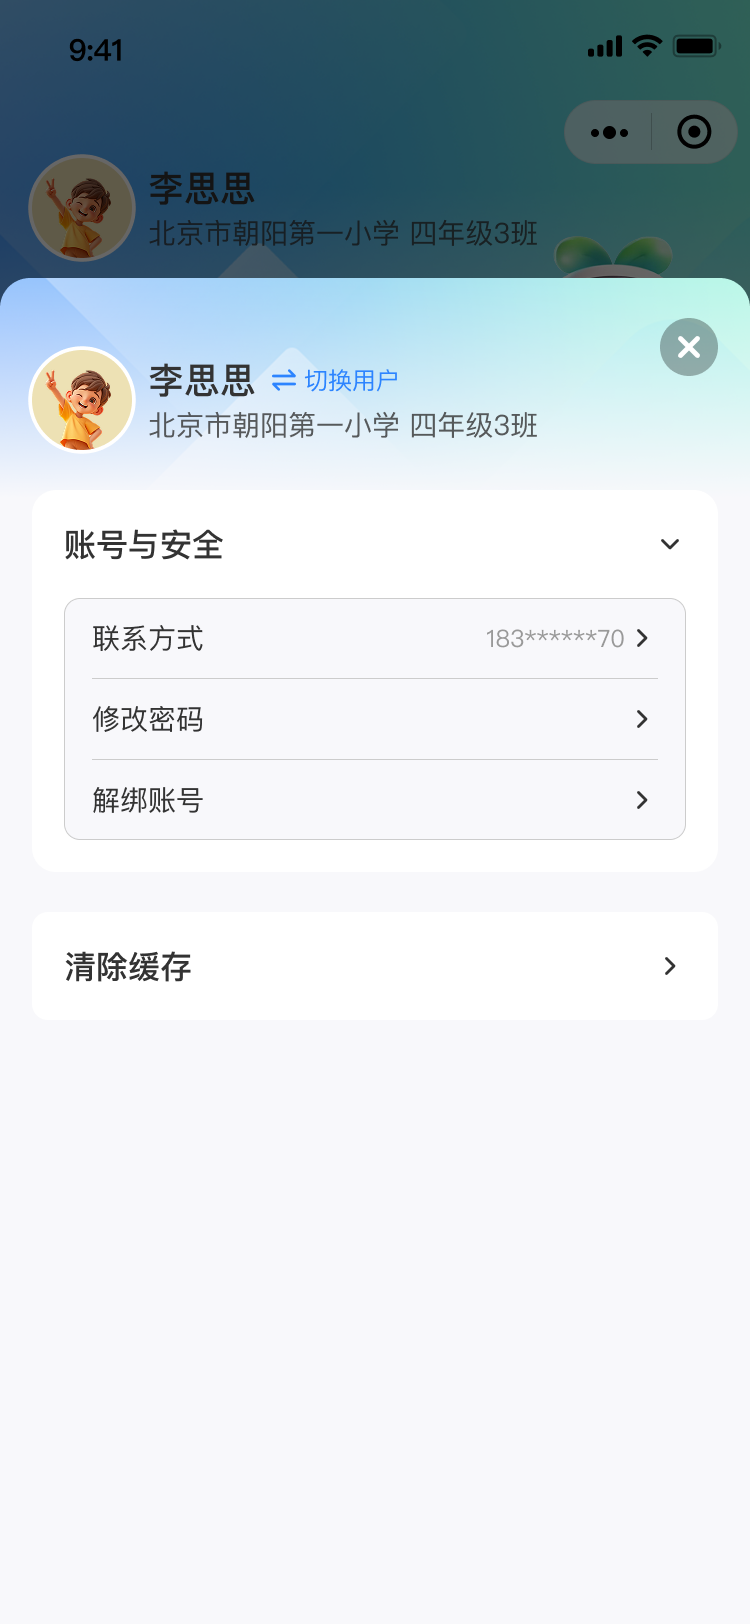 9:41
李思思
北京市朝阳第一小学 四年级3班
李思思 切换用户
北京市朝阳第一小学 四年级3班
账号与安全
联系方式 183******70
修改密码
解绑账号
清除缓存